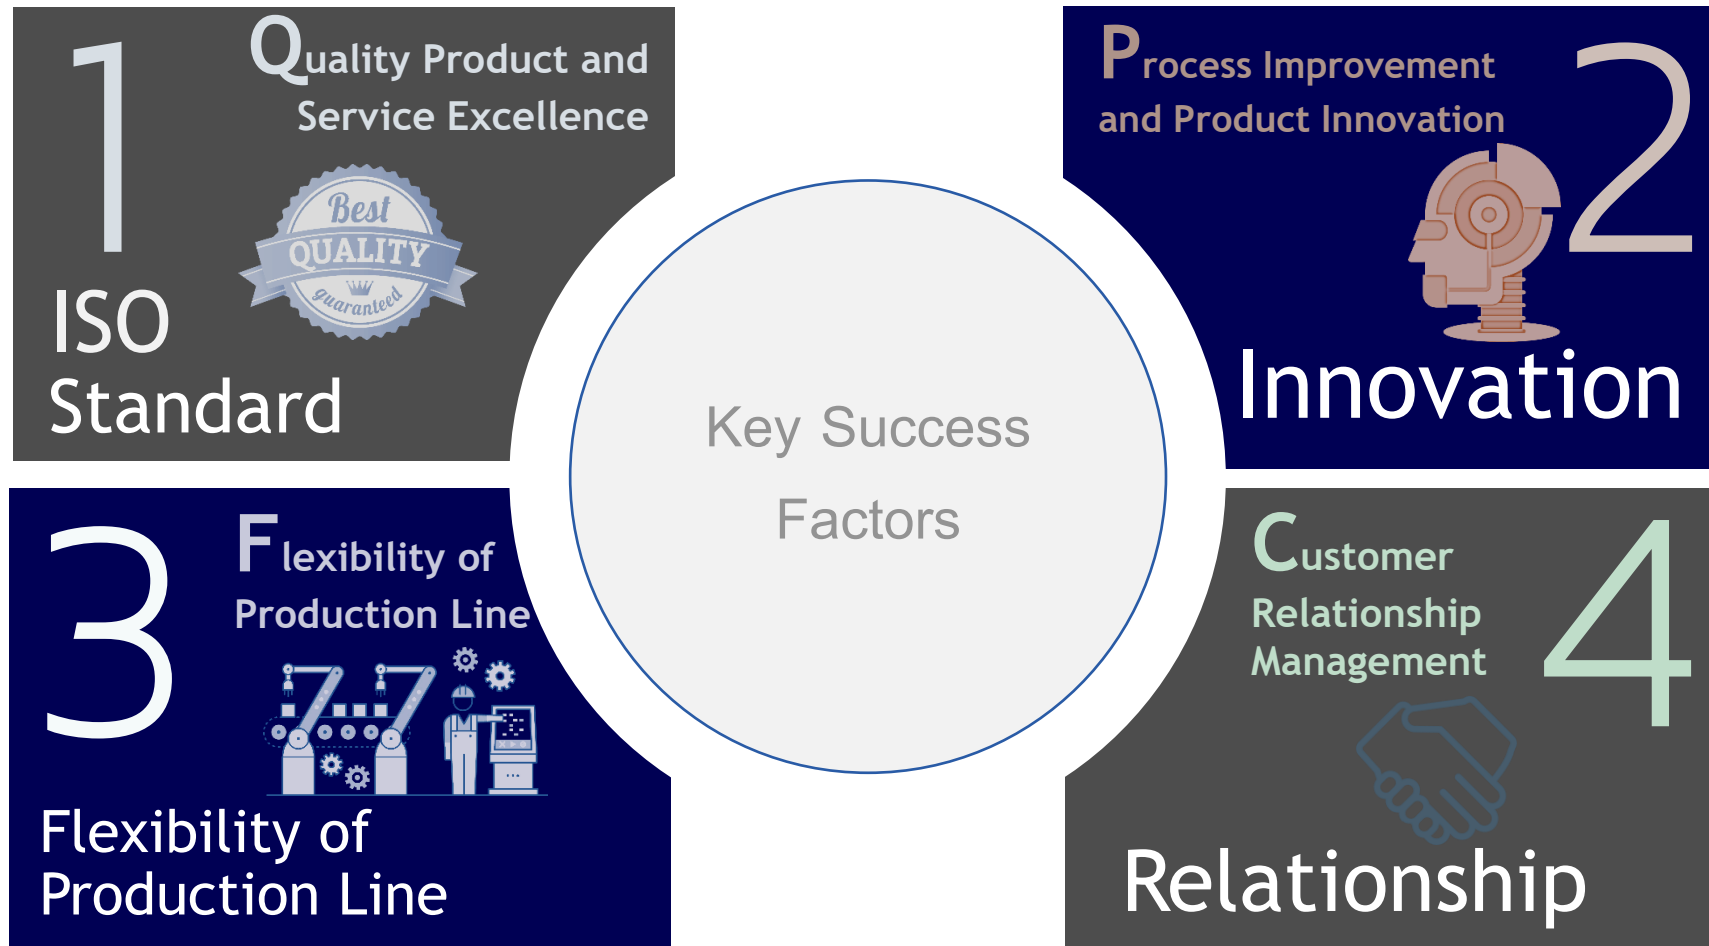 1
Quality Product and
Service Excellence
Best
QUALITY
guaranteed
ISO
Standard
2
Process Improvement
and Product Innovation
Innovation
Key Success
Factors
3
Flexibility of
Production Line
Flexibility of
Production Line
4
Customer
Relationship
Management
Relationship